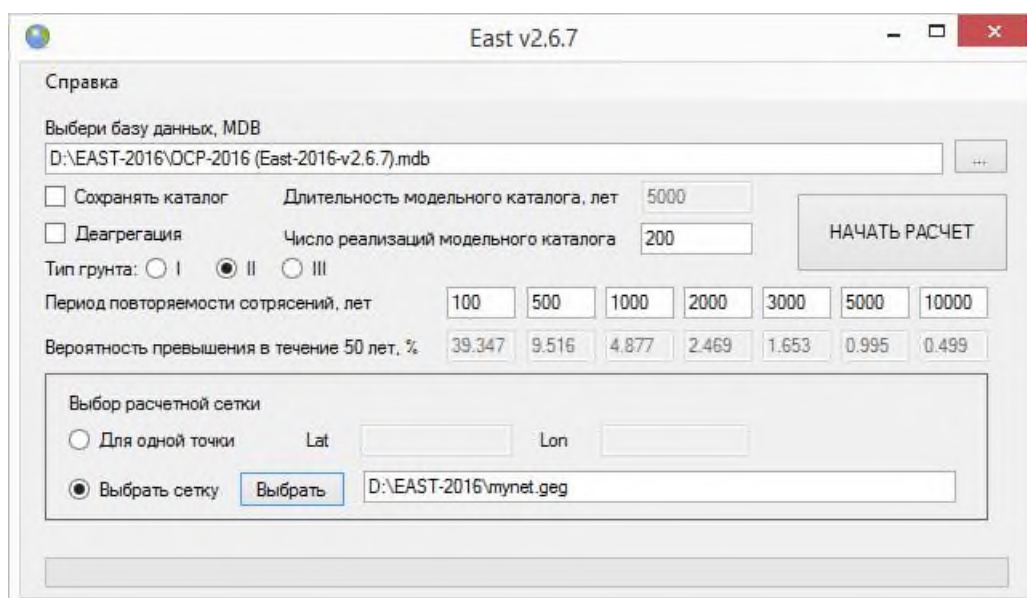 East v2.6.7
Справка
Выбери базу данных, MDB
D:\EAST-2016\ОСР-2016 (East-2016-v2.6.7).mdb ...
Сохранять каталог Длительность модельного каталога, лет 5000
Деагрегация Число реализаций модельного каталога 200 НАЧАТЬ РАСЧЕТ
Тип грунта: I II III
Период повторяемости сотрясений, лет 100 500 1000 2000 3000 5000 10000
Вероятность превышения в течение 50 лет, % 39.347 9.516 4.877 2.469 1.653 0.995 0.499
Выбор расчетной сетки
Для одной точки Lat Lon
Выбрать сетку Выбрать D:\EAST-2016\mynet.geg